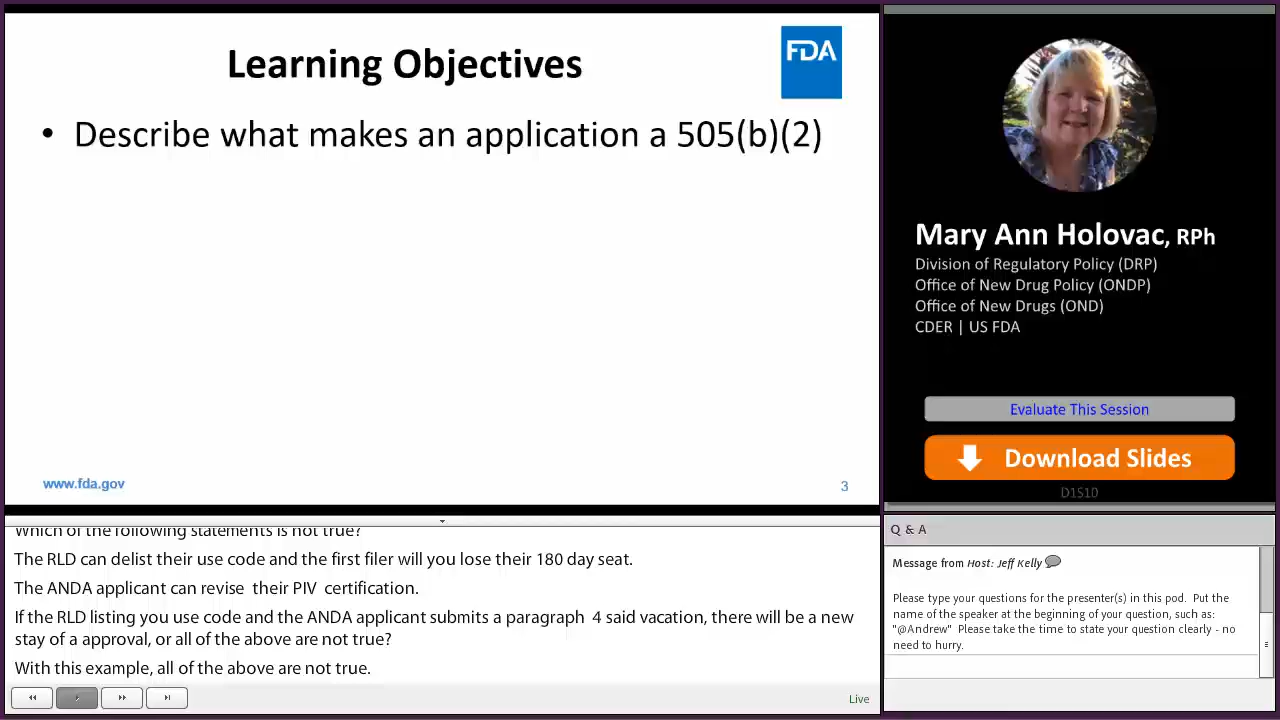 Learning Objectives
FDA
• Describe what makes an application a 505(b)(2)
www.fda.gov
3
Mary Ann Holovac, RPh
Division of Regulatory Policy (DRP)
Office of New Drug Policy (ONDP)
Office of New Drugs (OND)
CDER | US FDA
Evaluate This Session
Download Slides
D1S10
Which of the following statements is not true?
The RLD can delist their use code and the first filer will you lose their 180 day seat.
The ANDA applicant can revise their PIV certification.
If the RLD listing you use code and the ANDA applicant submits a paragraph 4 said vacation, there will be a new
stay of a approval, or all of the above are not true?
With this example, all of the above are not true.
Live
Q & A
Message from Host: Jeff Kelly
Please type your questions for the presenter(s) in this pod. Put the
name of the speaker at the beginning of your question, such as:
"@Andrew" Please take the time to state your question clearly - no
need to hurry.